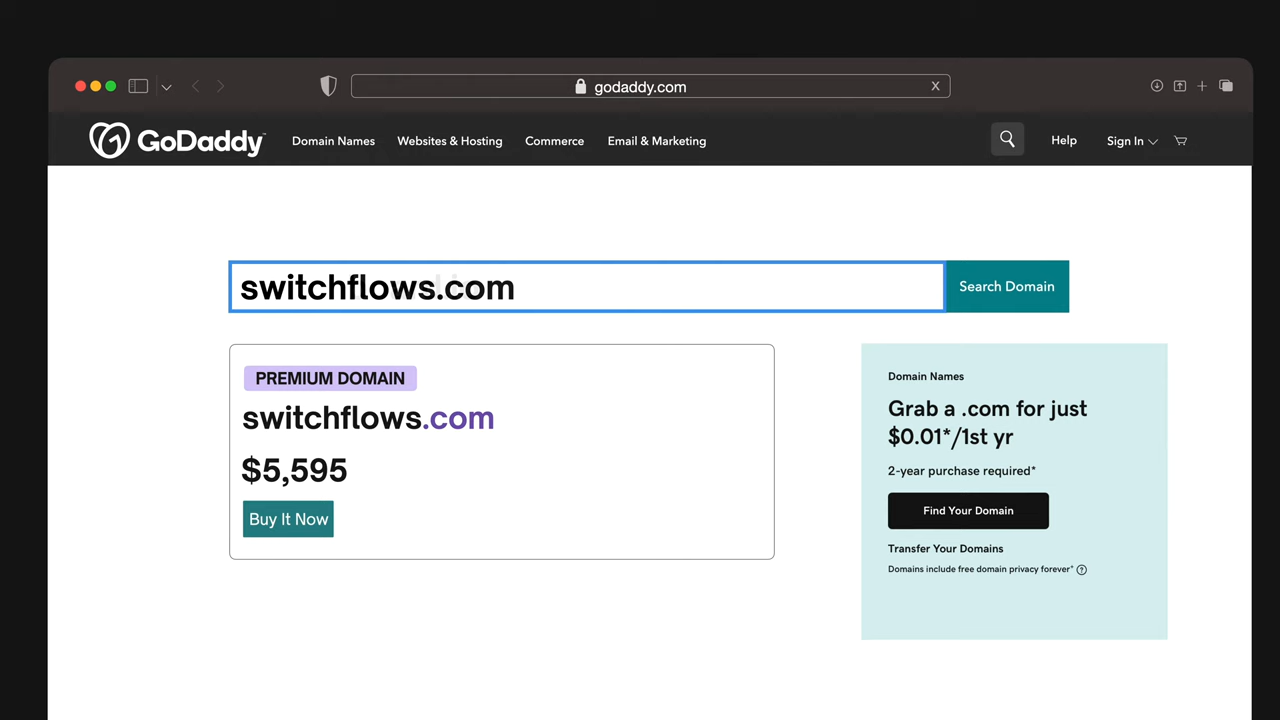 godaddy.com
GoDaddy
Domain Names
Websites & Hosting
Commerce
Email & Marketing
Help
Sign In
switchflows.com
Search Domain
PREMIUM DOMAIN
switchflows.com
$5,595
Buy It Now
Domain Names
Grab a .com for just
$0.01*/1st yr
2-year purchase required*
Find Your Domain
Transfer Your Domains
Domains include free domain privacy forever*